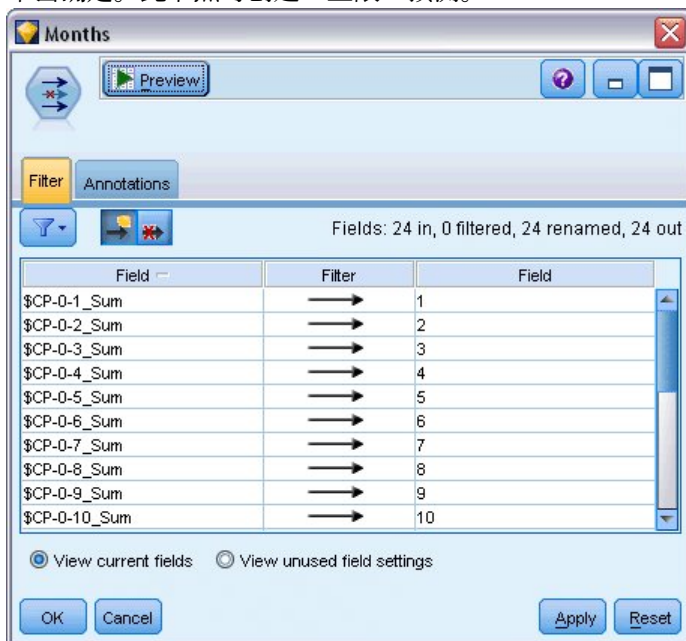 Months
Preview
Filter Annotations
Fields: 24 in, 0 filtered, 24 renamed, 24 out
Field Filter Field
$CP-0-1_Sum 1
$CP-0-2_Sum 2
$CP-0-3_Sum 3
$CP-0-4_Sum 4
$CP-0-5_Sum 5
$CP-0-6_Sum 6
$CP-0-7_Sum 7
$CP-0-8_Sum 8
$CP-0-9_Sum 9
$CP-0-10_Sum 10
View current fields View unused field settings
OK Cancel Apply Reset